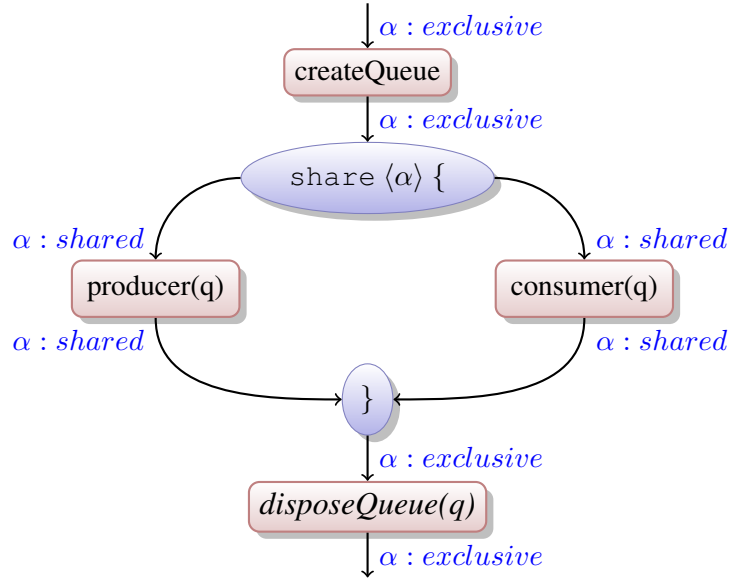 α : exclusive
createQueue
α : exclusive
share ⟨α⟩ {
α : shared
α : shared
producer(q)
consumer(q)
α : shared
α : shared
}
α : exclusive
disposeQueue(q)
α : exclusive